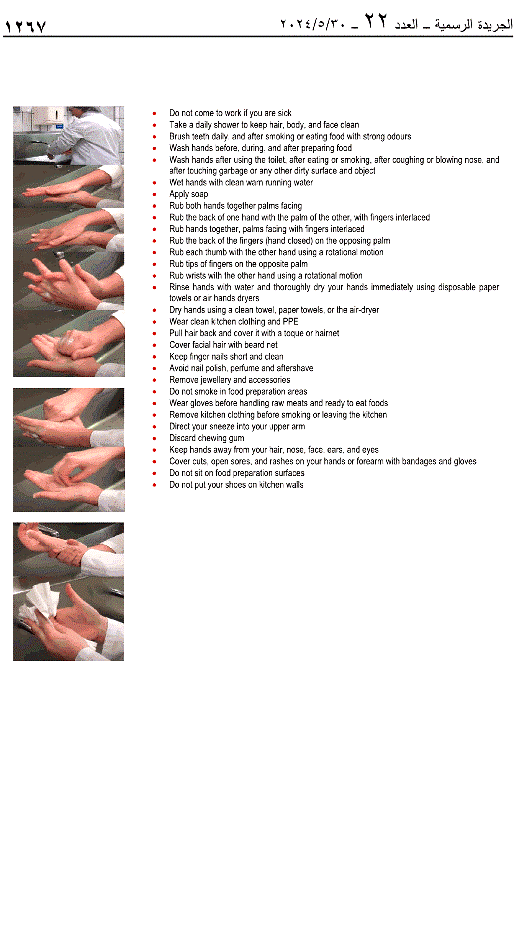 ١٢٦٧
الجريدة الرسمية – العدد ٢٢ – ٢٠٢٤/٥/٣٠
• Do not come to work if you are sick
• Take a daily shower to keep hair, body, and face clean
• Brush teeth daily, and after smoking or eating food with strong odours
• Wash hands before, during, and after preparing food
• Wash hands after using the toilet, after eating or smoking, after coughing or blowing nose, and
after touching garbage or any other dirty surface and object
• Wet hands with clean warn running water
• Apply soap
• Rub both hands together palms facing
• Rub the back of one hand with the palm of the other, with fingers interlaced
• Rub hands together, palms facing with fingers interlaced
• Rub the back of the fingers (hand closed) on the opposing palm
• Rub each thumb with the other hand using a rotational motion
• Rub tips of fingers on the opposite palm
• Rub wrists with the other hand using a rotational motion
• Rinse hands with water and thoroughly dry your hands immediately using disposable paper
towels or air hands dryers
• Dry hands using a clean towel, paper towels, or the air-dryer
• Wear clean kitchen clothing and PPE
• Pull hair back and cover it with a toque or hairnet
• Cover facial hair with beard net
• Keep finger nails short and clean
• Avoid nail polish, perfume and aftershave
• Remove jewellery and accessories
• Do not smoke in food preparation areas
• Wear gloves before handling raw meats and ready to eat foods
• Remove kitchen clothing before smoking or leaving the kitchen
• Direct your sneeze into your upper arm
• Discard chewing gum
• Keep hands away from your hair, nose, face, ears, and eyes
• Cover cuts, open sores, and rashes on your hands or forearm with bandages and gloves
• Do not sit on food preparation surfaces
• Do not put your shoes on kitchen walls